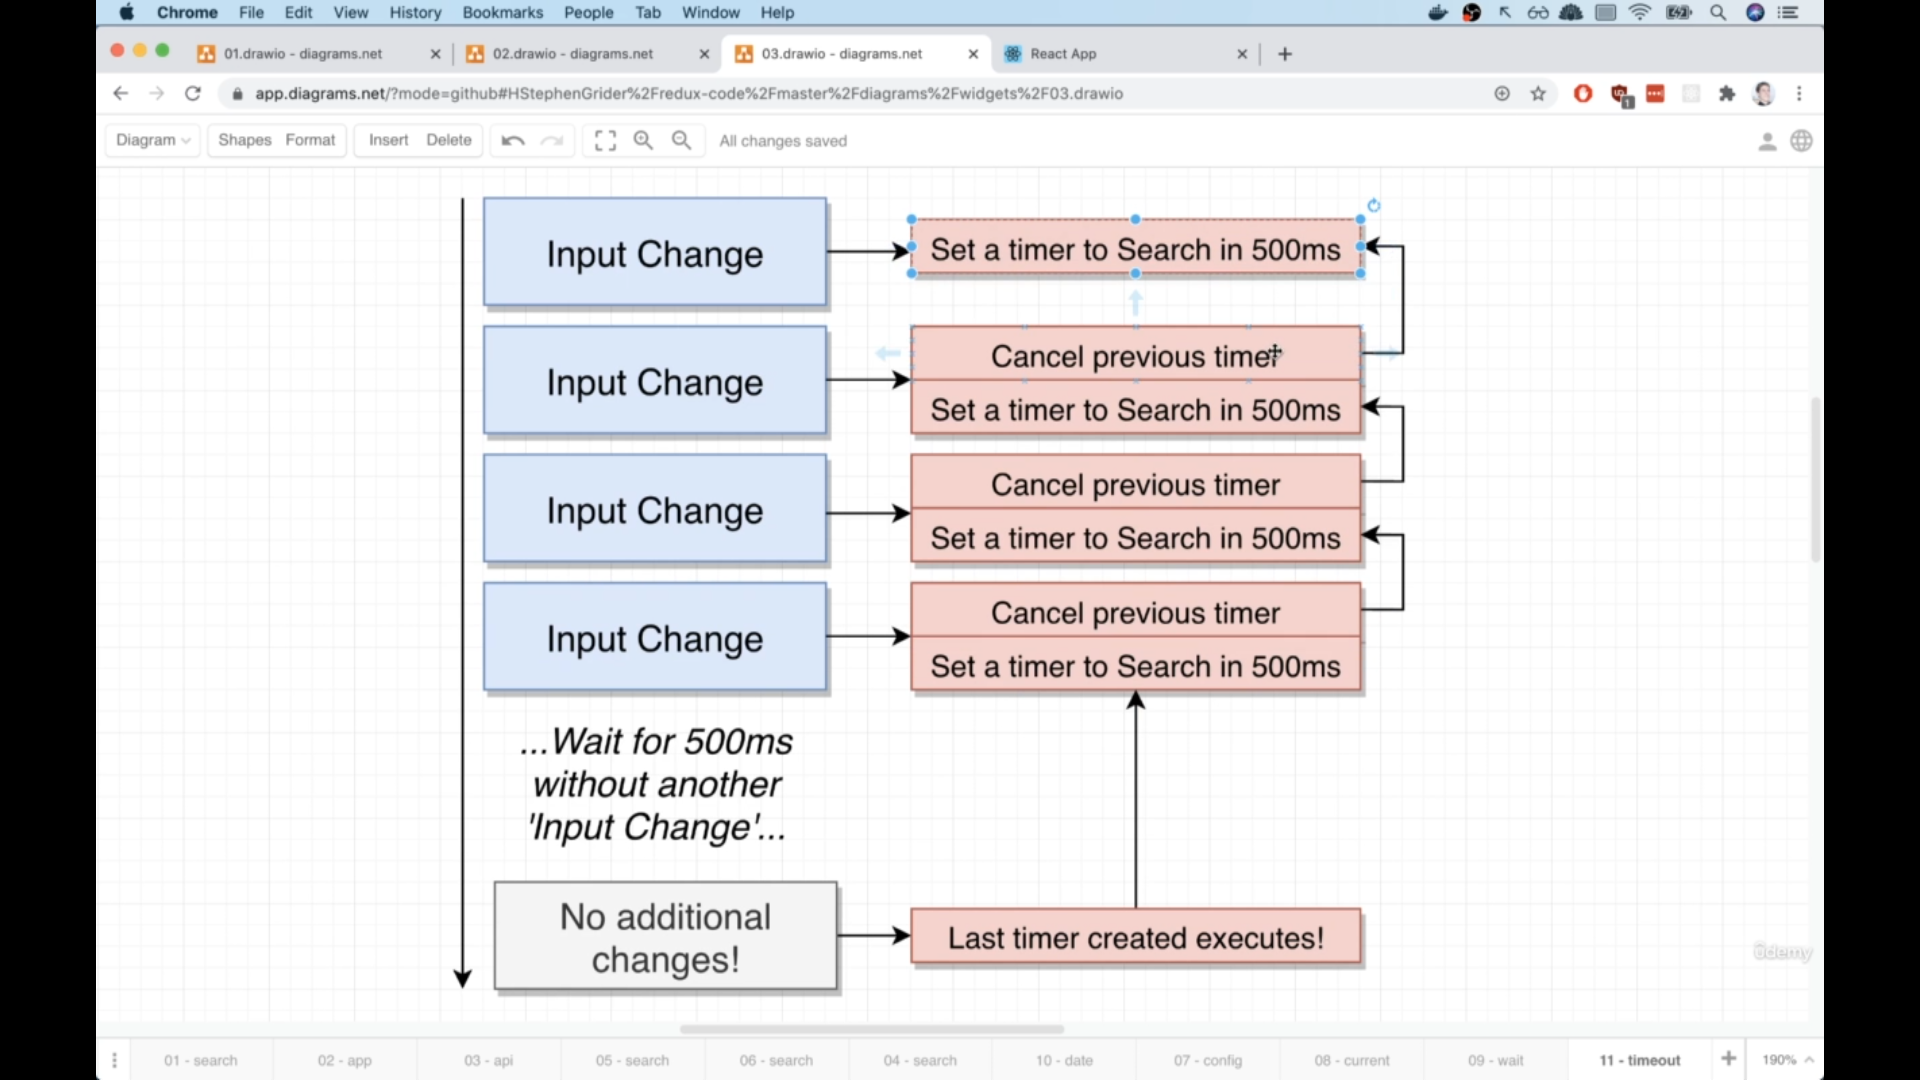 Chrome File Edit View History Bookmarks People Tab Window Help
01.drawio - diagrams.net
02.drawio - diagrams.net
03.drawio - diagrams.net
React App
app.diagrams.net/?mode=github#HStephenGrider%2Fredux-code%2Fmaster%2Fdiagrams%2Fwidgets%2F03.drawio
1
Diagram Shapes Format Insert Delete All changes saved
Input Change
Set a timer to Search in 500ms
Input Change
Cancel previous timer
Set a timer to Search in 500ms
Input Change
Cancel previous timer
Set a timer to Search in 500ms
Input Change
Cancel previous timer
Set a timer to Search in 500ms
...Wait for 500ms
without another
'Input Change'...
No additional
changes!
Last timer created executes!
ûdemy
01 - search 02 - app 03 - api 05 - search 06 - search 04 - search 10 - date 07 - config 08 - current 09 - wait 11 - timeout 190%